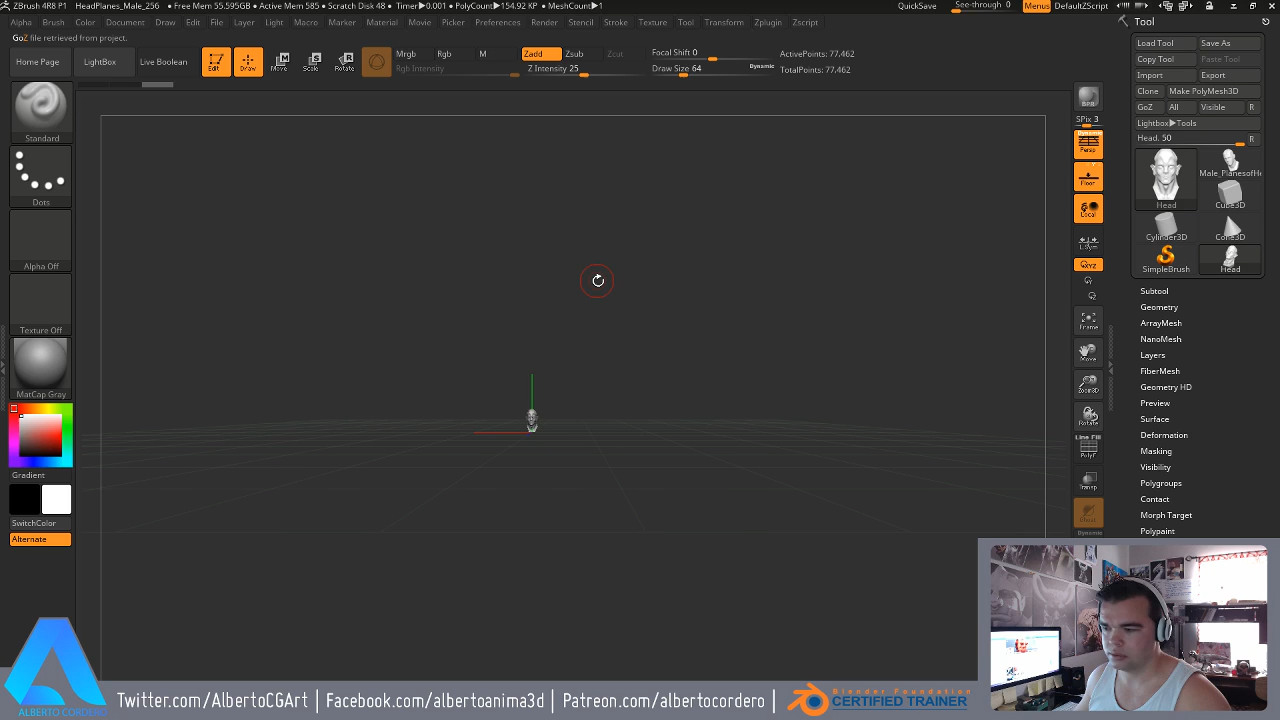 ZBrush 4R8 P1   HeadPlanes_Male_256   • Free Mem 55.595GB • Active Mem 585 • Scratch Disk 48 • Timer▶0.001 • PolyCount▶154.92 KP • MeshCount▶1   QuickSave   See-through 0   Menus   DefaultZScript
Alpha Brush Color Document Draw Edit File Layer Light Macro Marker Material Movie Picker Preferences Render Stencil Stroke Texture Tool Transform Zplugin Zscript
GoZ file retrieved from project.
Home Page LightBox Live Boolean Edit Draw Move Scale Rotate
Mrgb Rgb M Zadd Zsub Zcut
Rgb Intensity Z Intensity 25
Focal Shift 0
Draw Size 64 Dynamic
ActivePoints: 77,462
TotalPoints: 77,462
Standard
Dots
Alpha Off
Texture Off
MatCap Gray
Gradient
SwitchColor
Alternate
BPR
SPix 3
Dynamic
Persp
Floor
Local
L.Sym
XYZ
Frame
Move
Zoom3D
Rotate
Line Fill
PolyF
Transp
Dynamic
Tool
Load Tool Save As
Copy Tool Paste Tool
Import Export
Clone Make PolyMesh3D
GoZ All Visible R
Lightbox▶Tools
Head. 50 R
Head
Male_PlanesofHe
Cube3D
Cylinder3D
Cone3D
SimpleBrush
Head
Subtool
Geometry
ArrayMesh
NanoMesh
Layers
FiberMesh
Geometry HD
Preview
Surface
Deformation
Masking
Visibility
Polygroups
Contact
Morph Target
Polypaint
ALBERTO CORDERO
Twitter.com/AlbertoCGArt | Facebook.com/albertoanima3d | Patreon.com/albertocordero |
Blender Foundation
CERTIFIED TRAINER